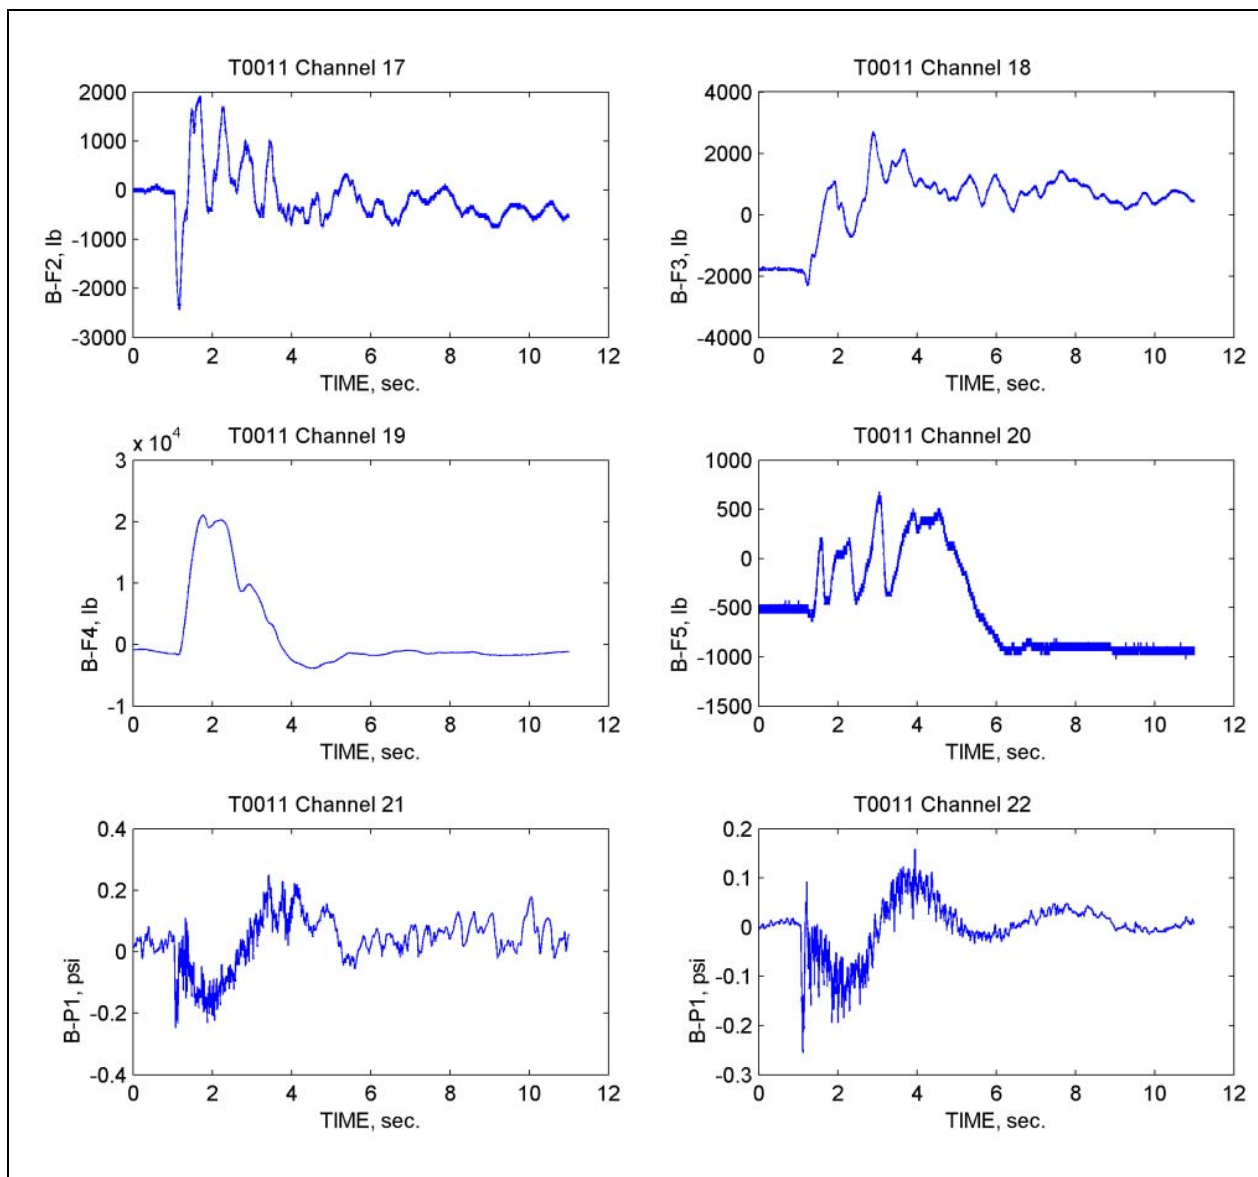 T0011 Channel 17
2000
1000
0
-1000
-2000
-3000
B-F2, lb
0 2 4 6 8 10 12
TIME, sec.
T0011 Channel 18
4000
2000
0
-2000
-4000
B-F3, lb
0 2 4 6 8 10 12
TIME, sec.
T0011 Channel 19
x 10^4
3
2
1
0
-1
B-F4, lb
0 2 4 6 8 10 12
TIME, sec.
T0011 Channel 20
1000
500
0
-500
-1000
-1500
B-F5, lb
0 2 4 6 8 10 12
TIME, sec.
T0011 Channel 21
0.4
0.2
0
-0.2
-0.4
B-P1, psi
0 2 4 6 8 10 12
TIME, sec.
T0011 Channel 22
0.2
0.1
0
-0.1
-0.2
-0.3
B-P1, psi
0 2 4 6 8 10 12
TIME, sec.